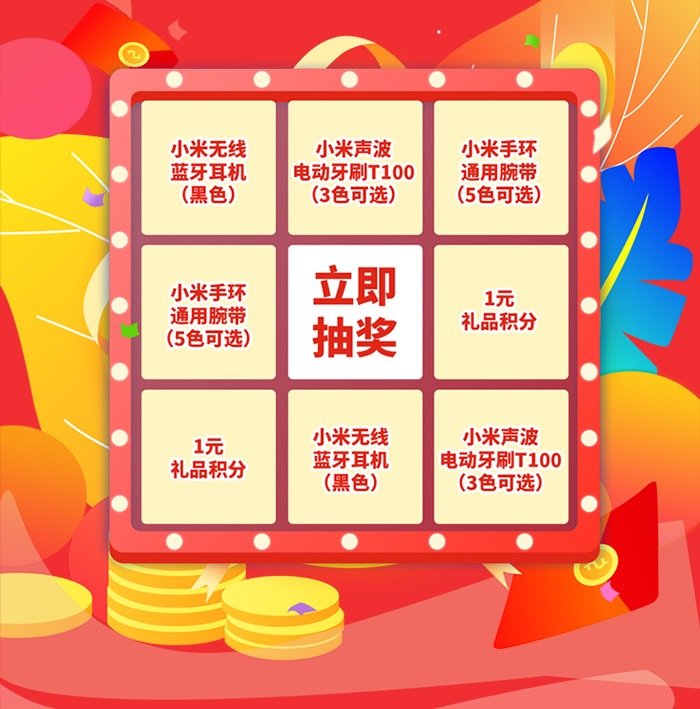 小米无线
蓝牙耳机
（黑色）
小米声波
电动牙刷T100
（3色可选）
小米手环
通用腕带
（5色可选）
小米手环
通用腕带
（5色可选）
立即
抽奖
1元
礼品积分
1元
礼品积分
小米无线
蓝牙耳机
（黑色）
小米声波
电动牙刷T100
（3色可选）